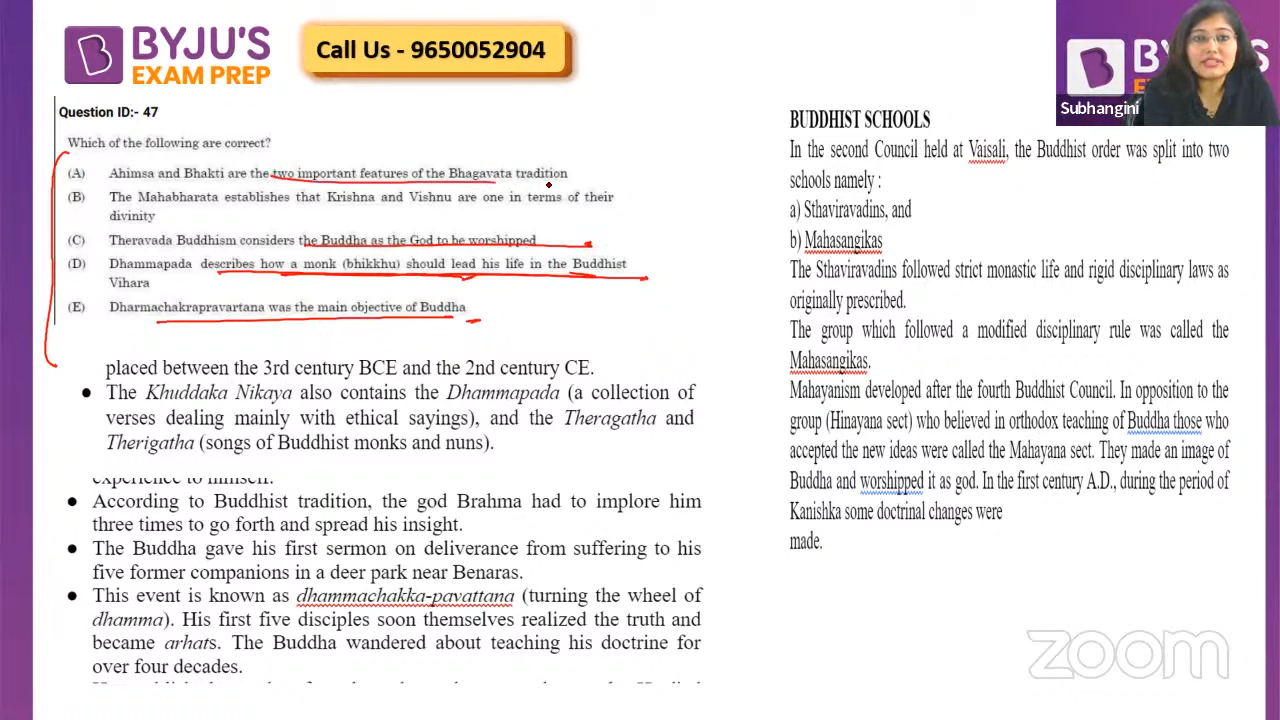 BYJU'S
EXAM PREP
Call Us - 9650052904
Subhangini
Question ID:- 47
Which of the following are correct?
(A) Ahimsa and Bhakti are the two important features of the Bhagavata tradition
(B) The Mahabharata establishes that Krishna and Vishnu are one in terms of their
divinity
(C) Theravada Buddhism considers the Buddha as the God to be worshipped
(D) Dhammapada describes how a monk (bhikkhu) should lead his life in the Buddhist
Vihara
(E) Dharmachakrapravartana was the main objective of Buddha
placed between the 3rd century BCE and the 2nd century CE.
● The Khuddaka Nikaya also contains the Dhammapada (a collection of
verses dealing mainly with ethical sayings), and the Theragatha and
Therigatha (songs of Buddhist monks and nuns).
experience to himself.
● According to Buddhist tradition, the god Brahma had to implore him
three times to go forth and spread his insight.
● The Buddha gave his first sermon on deliverance from suffering to his
five former companions in a deer park near Benaras.
● This event is known as dhammachakka-pavattana (turning the wheel of
dhamma). His first five disciples soon themselves realized the truth and
became arhats. The Buddha wandered about teaching his doctrine for
over four decades.
BUDDHIST SCHOOLS
In the second Council held at Vaisali, the Buddhist order was split into two
schools namely :
a) Sthaviravadins, and
b) Mahasangikas
The Sthaviravadins followed strict monastic life and rigid disciplinary laws as
originally prescribed.
The group which followed a modified disciplinary rule was called the
Mahasangikas.
Mahayanism developed after the fourth Buddhist Council. In opposition to the
group (Hinayana sect) who believed in orthodox teaching of Buddha those who
accepted the new ideas were called the Mahayana sect. They made an image of
Buddha and worshipped it as god. In the first century A.D., during the period of
Kanishka some doctrinal changes were
made.
zoom